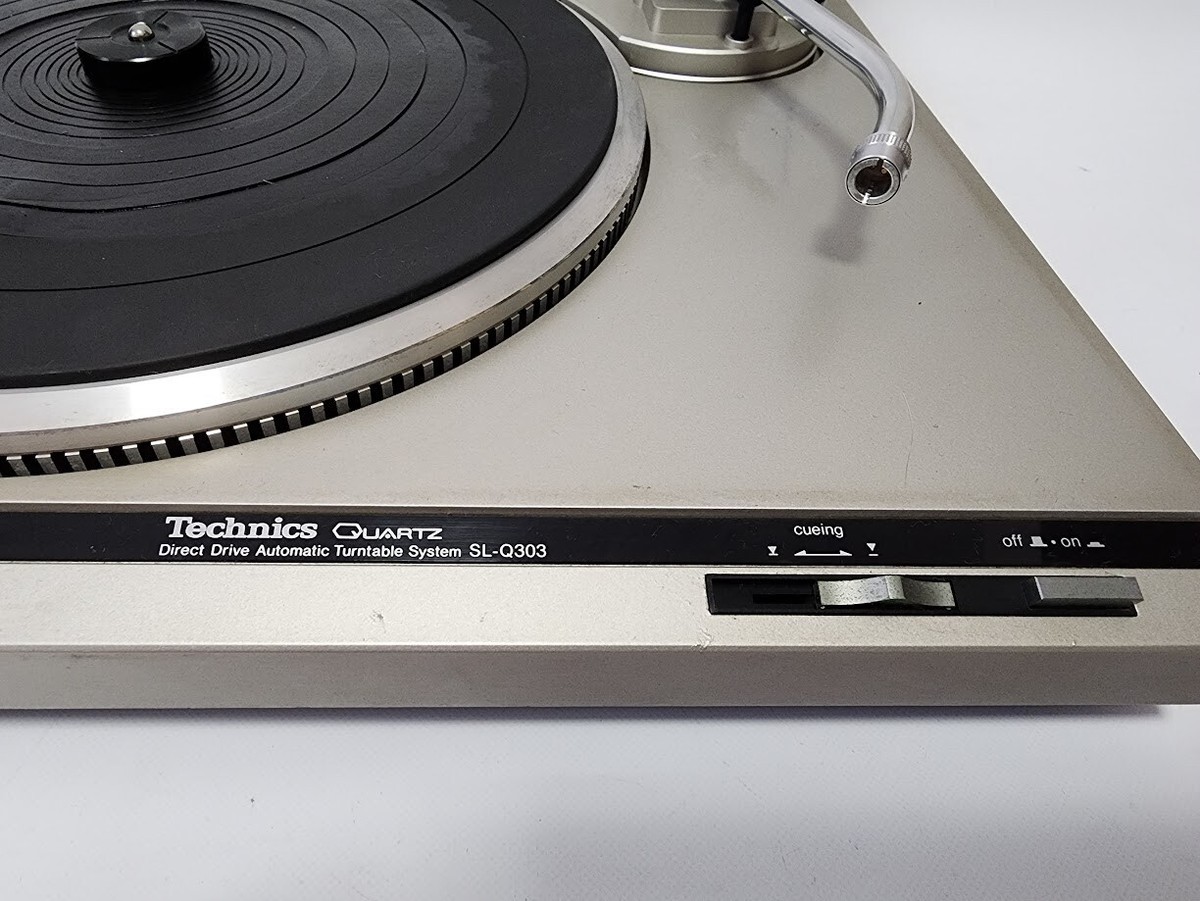 Technics QUARTZ
Direct Drive Automatic Turntable System SL-Q303
cueing
off • on